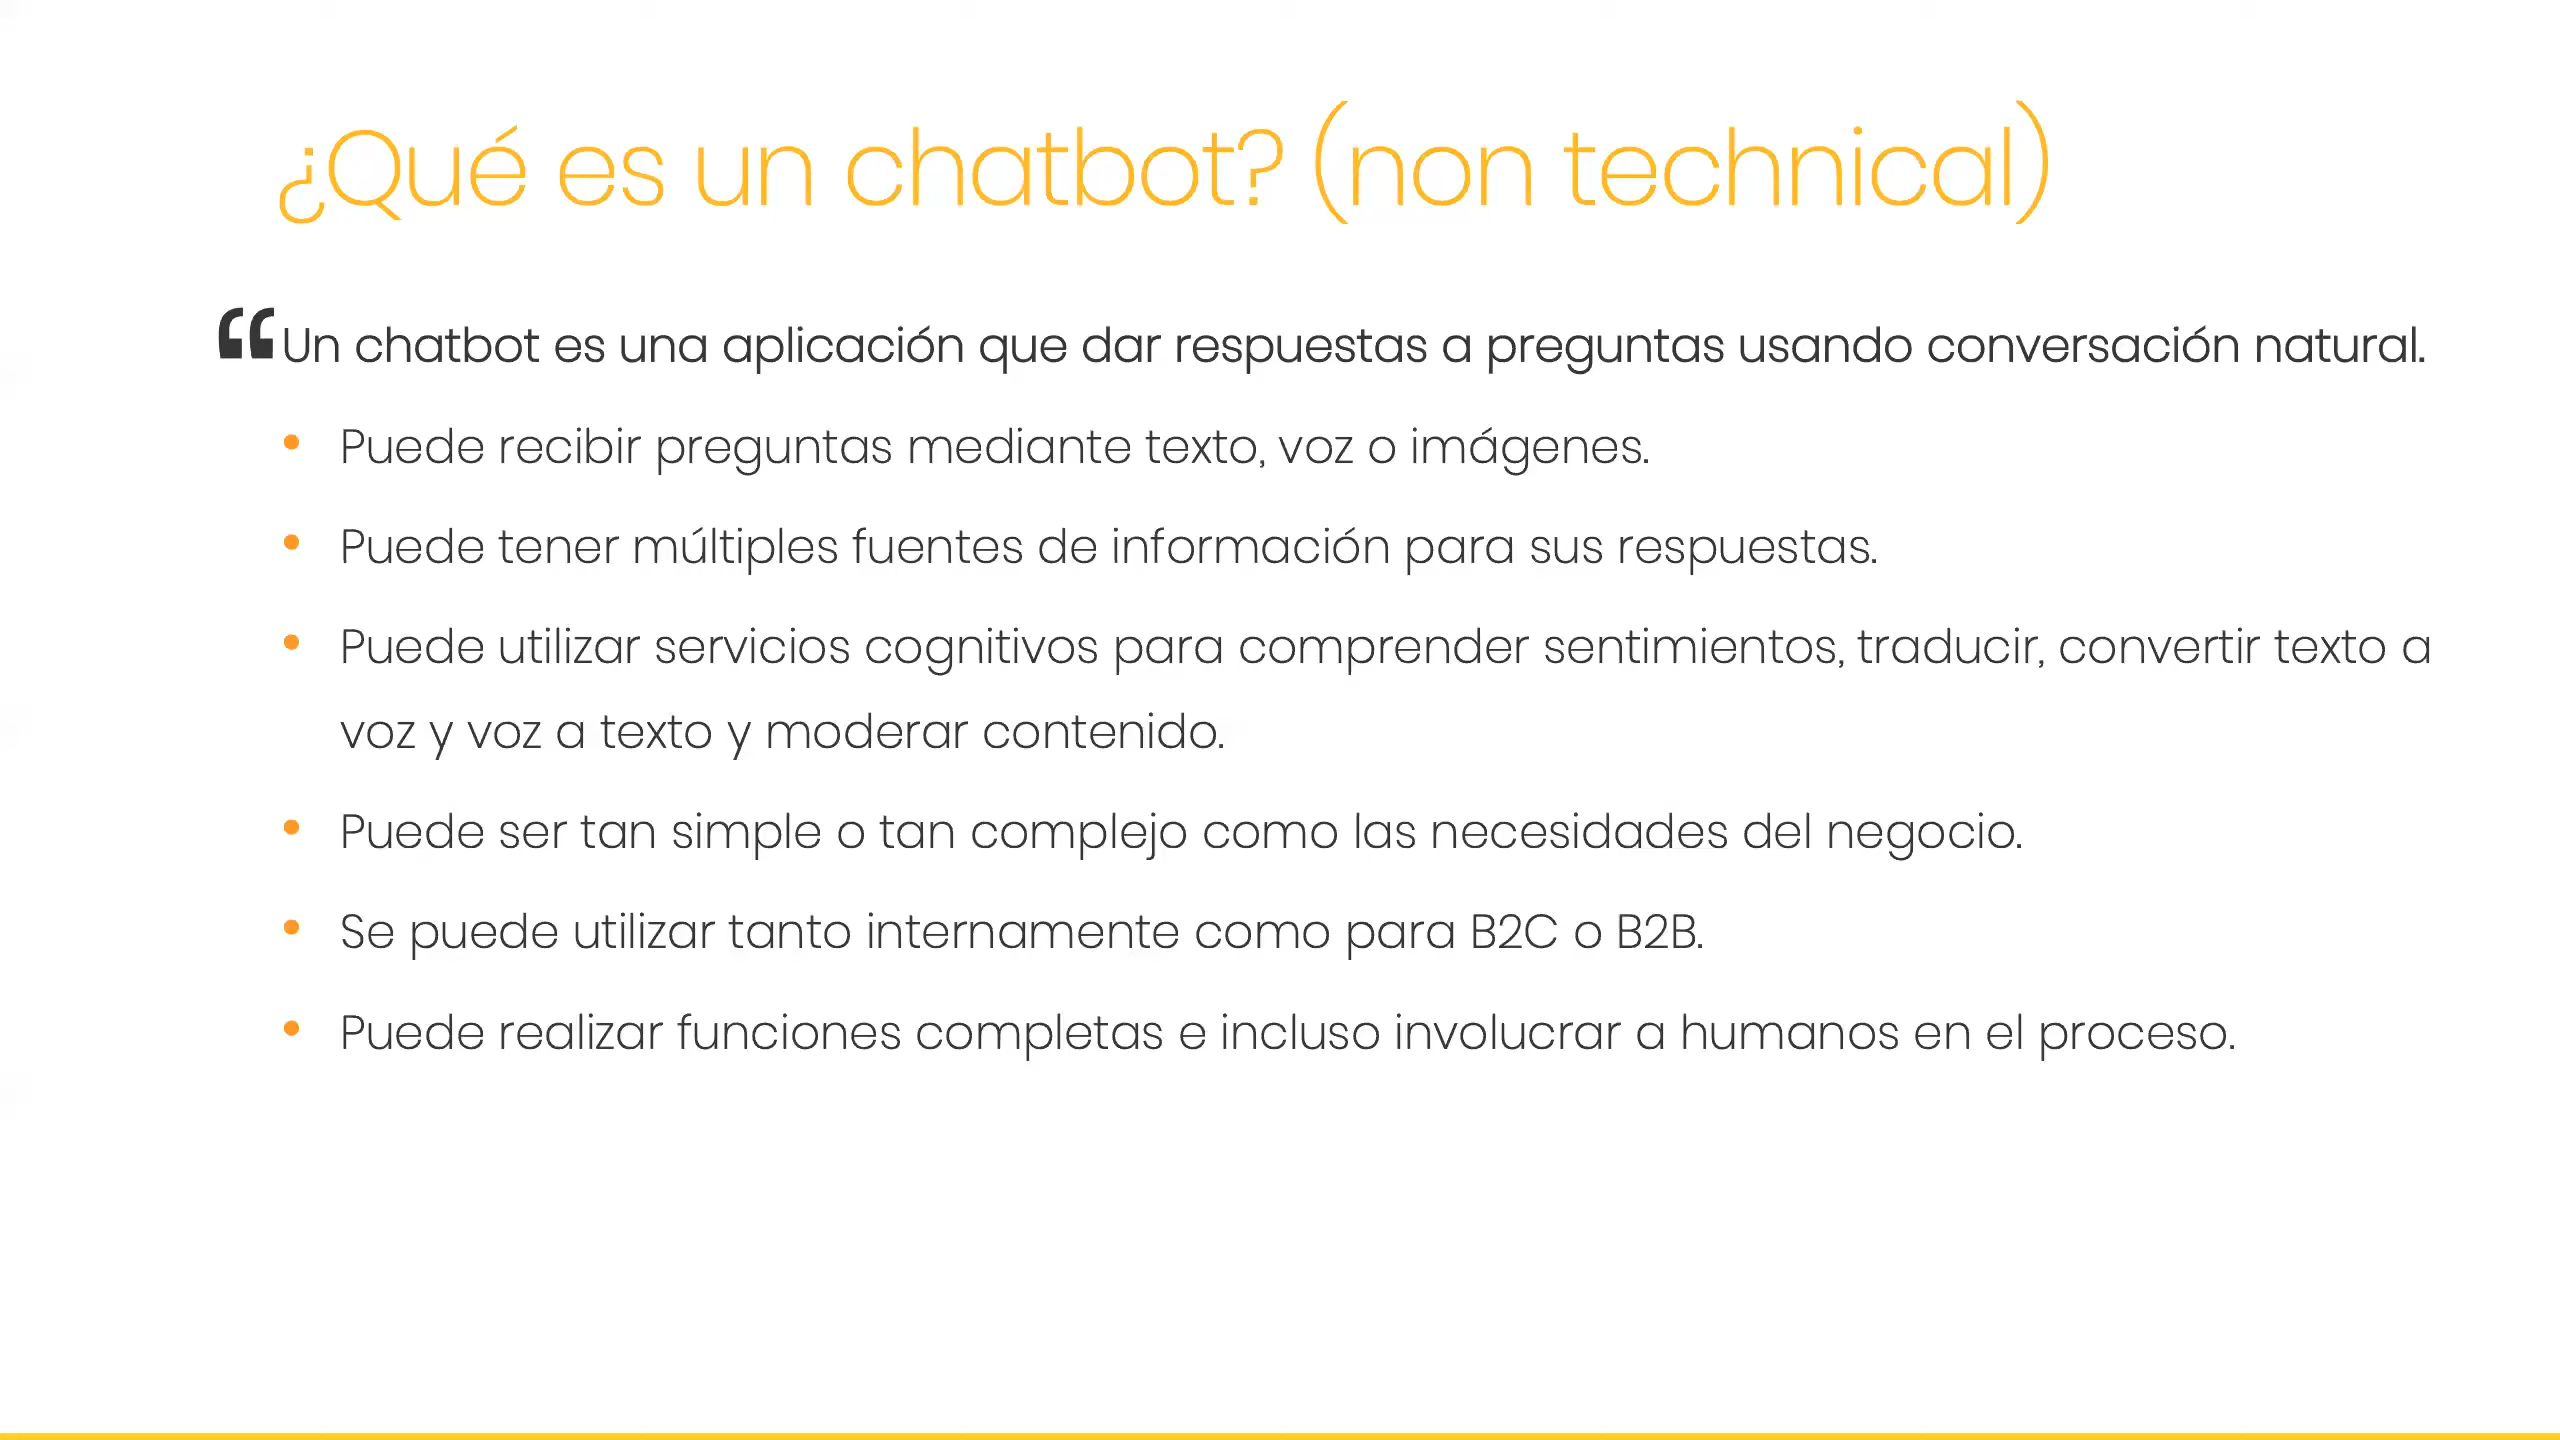 ¿Qué es un chatbot? (non technical)
“Un chatbot es una aplicación que dar respuestas a preguntas usando conversación natural.
• Puede recibir preguntas mediante texto, voz o imágenes.
• Puede tener múltiples fuentes de información para sus respuestas.
• Puede utilizar servicios cognitivos para comprender sentimientos, traducir, convertir texto a
voz y voz a texto y moderar contenido.
• Puede ser tan simple o tan complejo como las necesidades del negocio.
• Se puede utilizar tanto internamente como para B2C o B2B.
• Puede realizar funciones completas e incluso involucrar a humanos en el proceso.